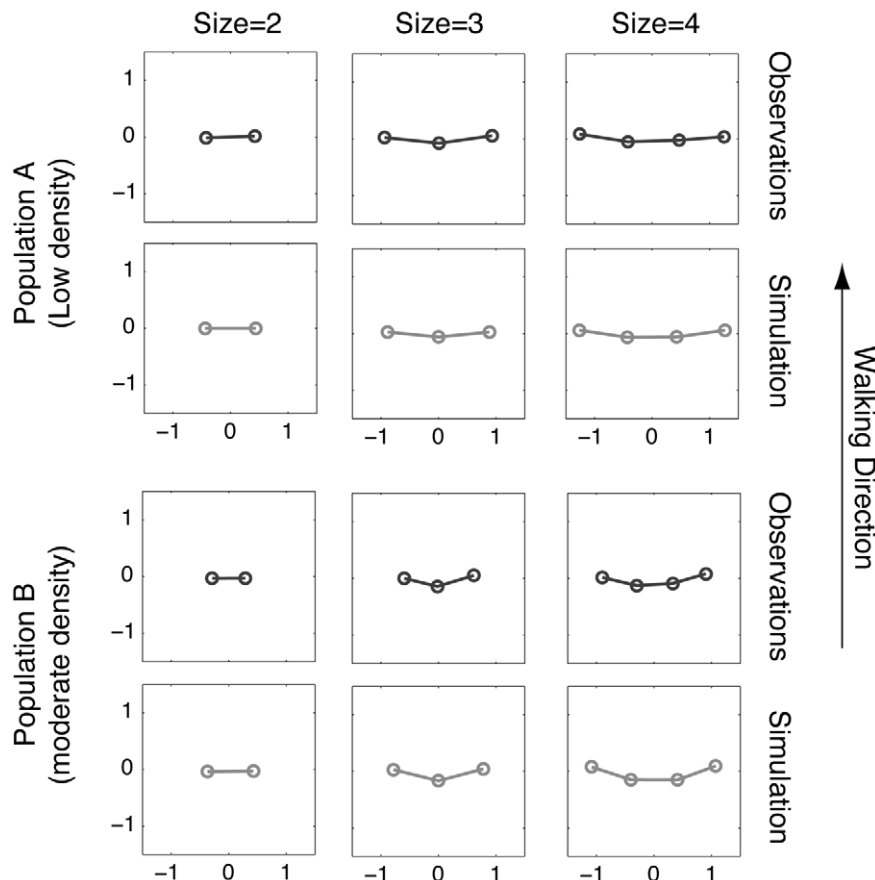 Size=2 Size=3 Size=4
Population A
(Low density)
1
0
−1
Observations
1
0
−1
Simulation
−1 0 1 −1 0 1 −1 0 1
Walking Direction
Population B
(moderate density)
1
0
−1
Observations
1
0
−1
Simulation
−1 0 1 −1 0 1 −1 0 1